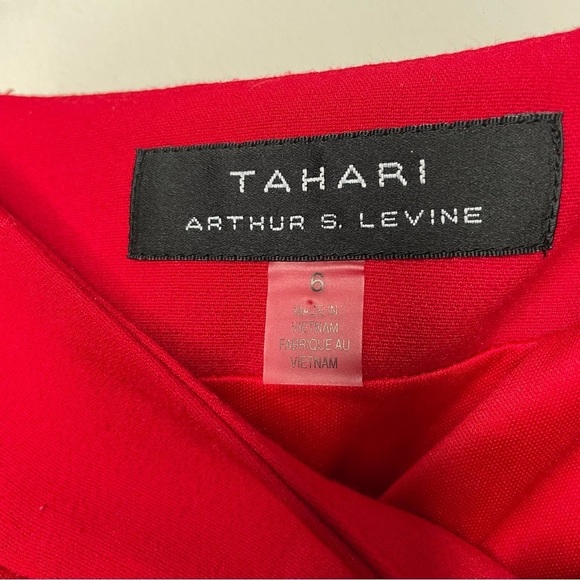 TAHARI
ARTHUR S. LEVINE
6
MADE IN
VIETNAM
FABRIQUE AU
VIETNAM